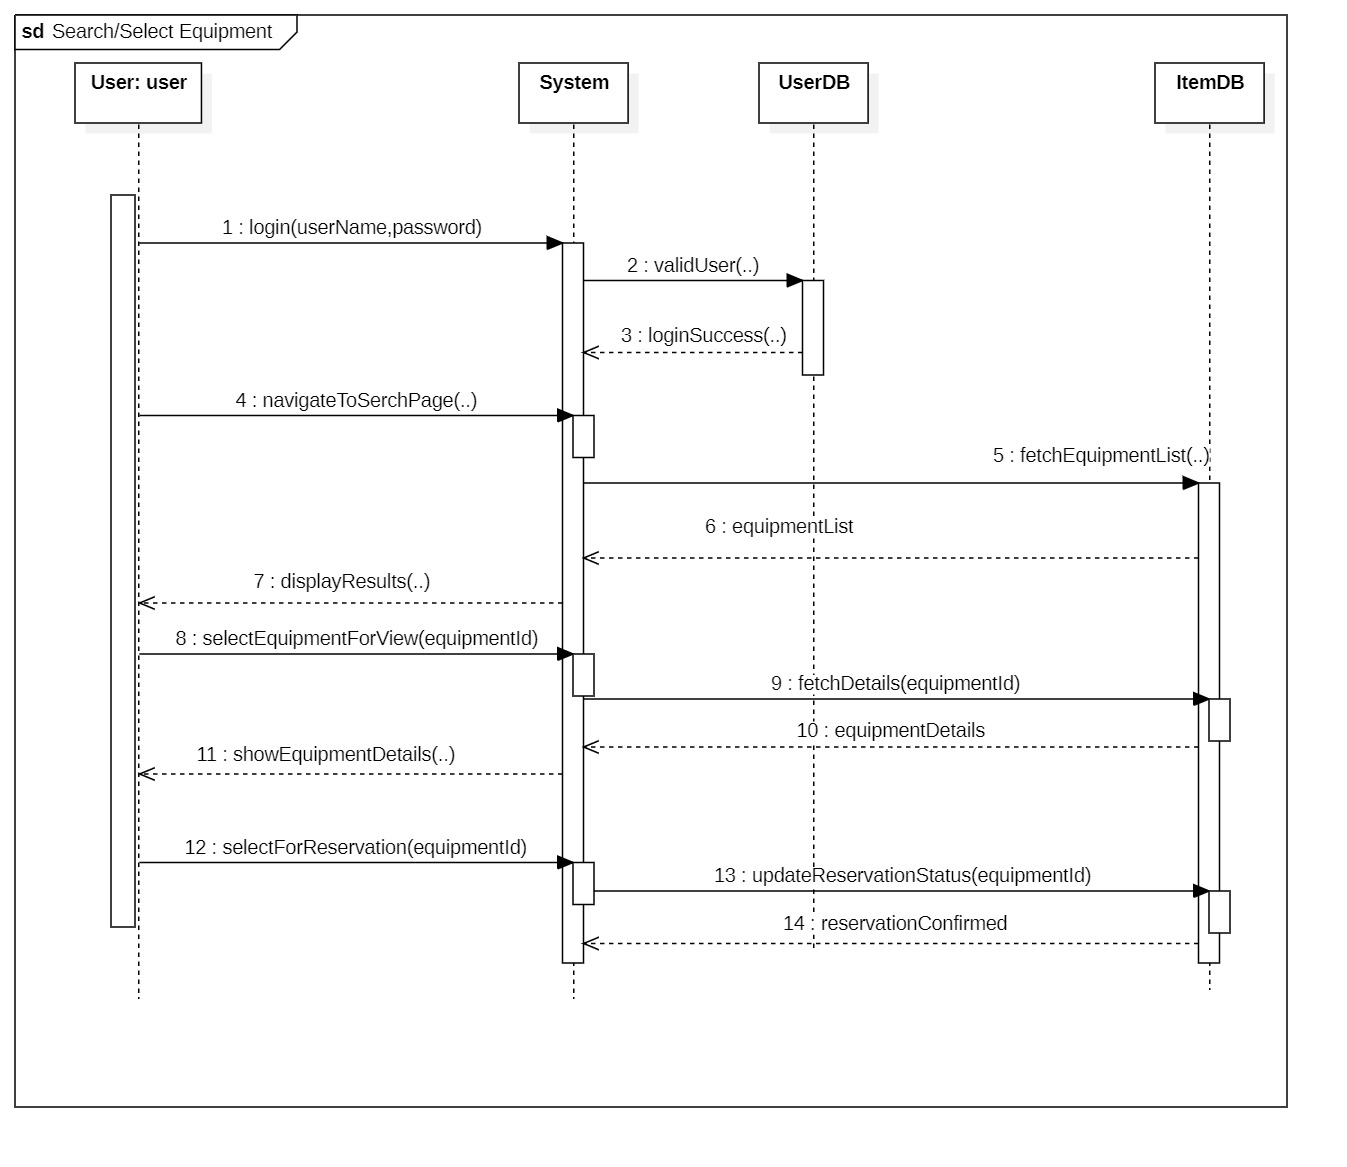 sd Search/Select Equipment
User: user
System
UserDB
ItemDB
1 : login(userName,password)
2 : validUser(..)
3 : loginSuccess(..)
4 : navigateToSerchPage(..)
5 : fetchEquipmentList(..)
6 : equipmentList
7 : displayResults(..)
8 : selectEquipmentForView(equipmentId)
9 : fetchDetails(equipmentId)
10 : equipmentDetails
11 : showEquipmentDetails(..)
12 : selectForReservation(equipmentId)
13 : updateReservationStatus(equipmentId)
14 : reservationConfirmed